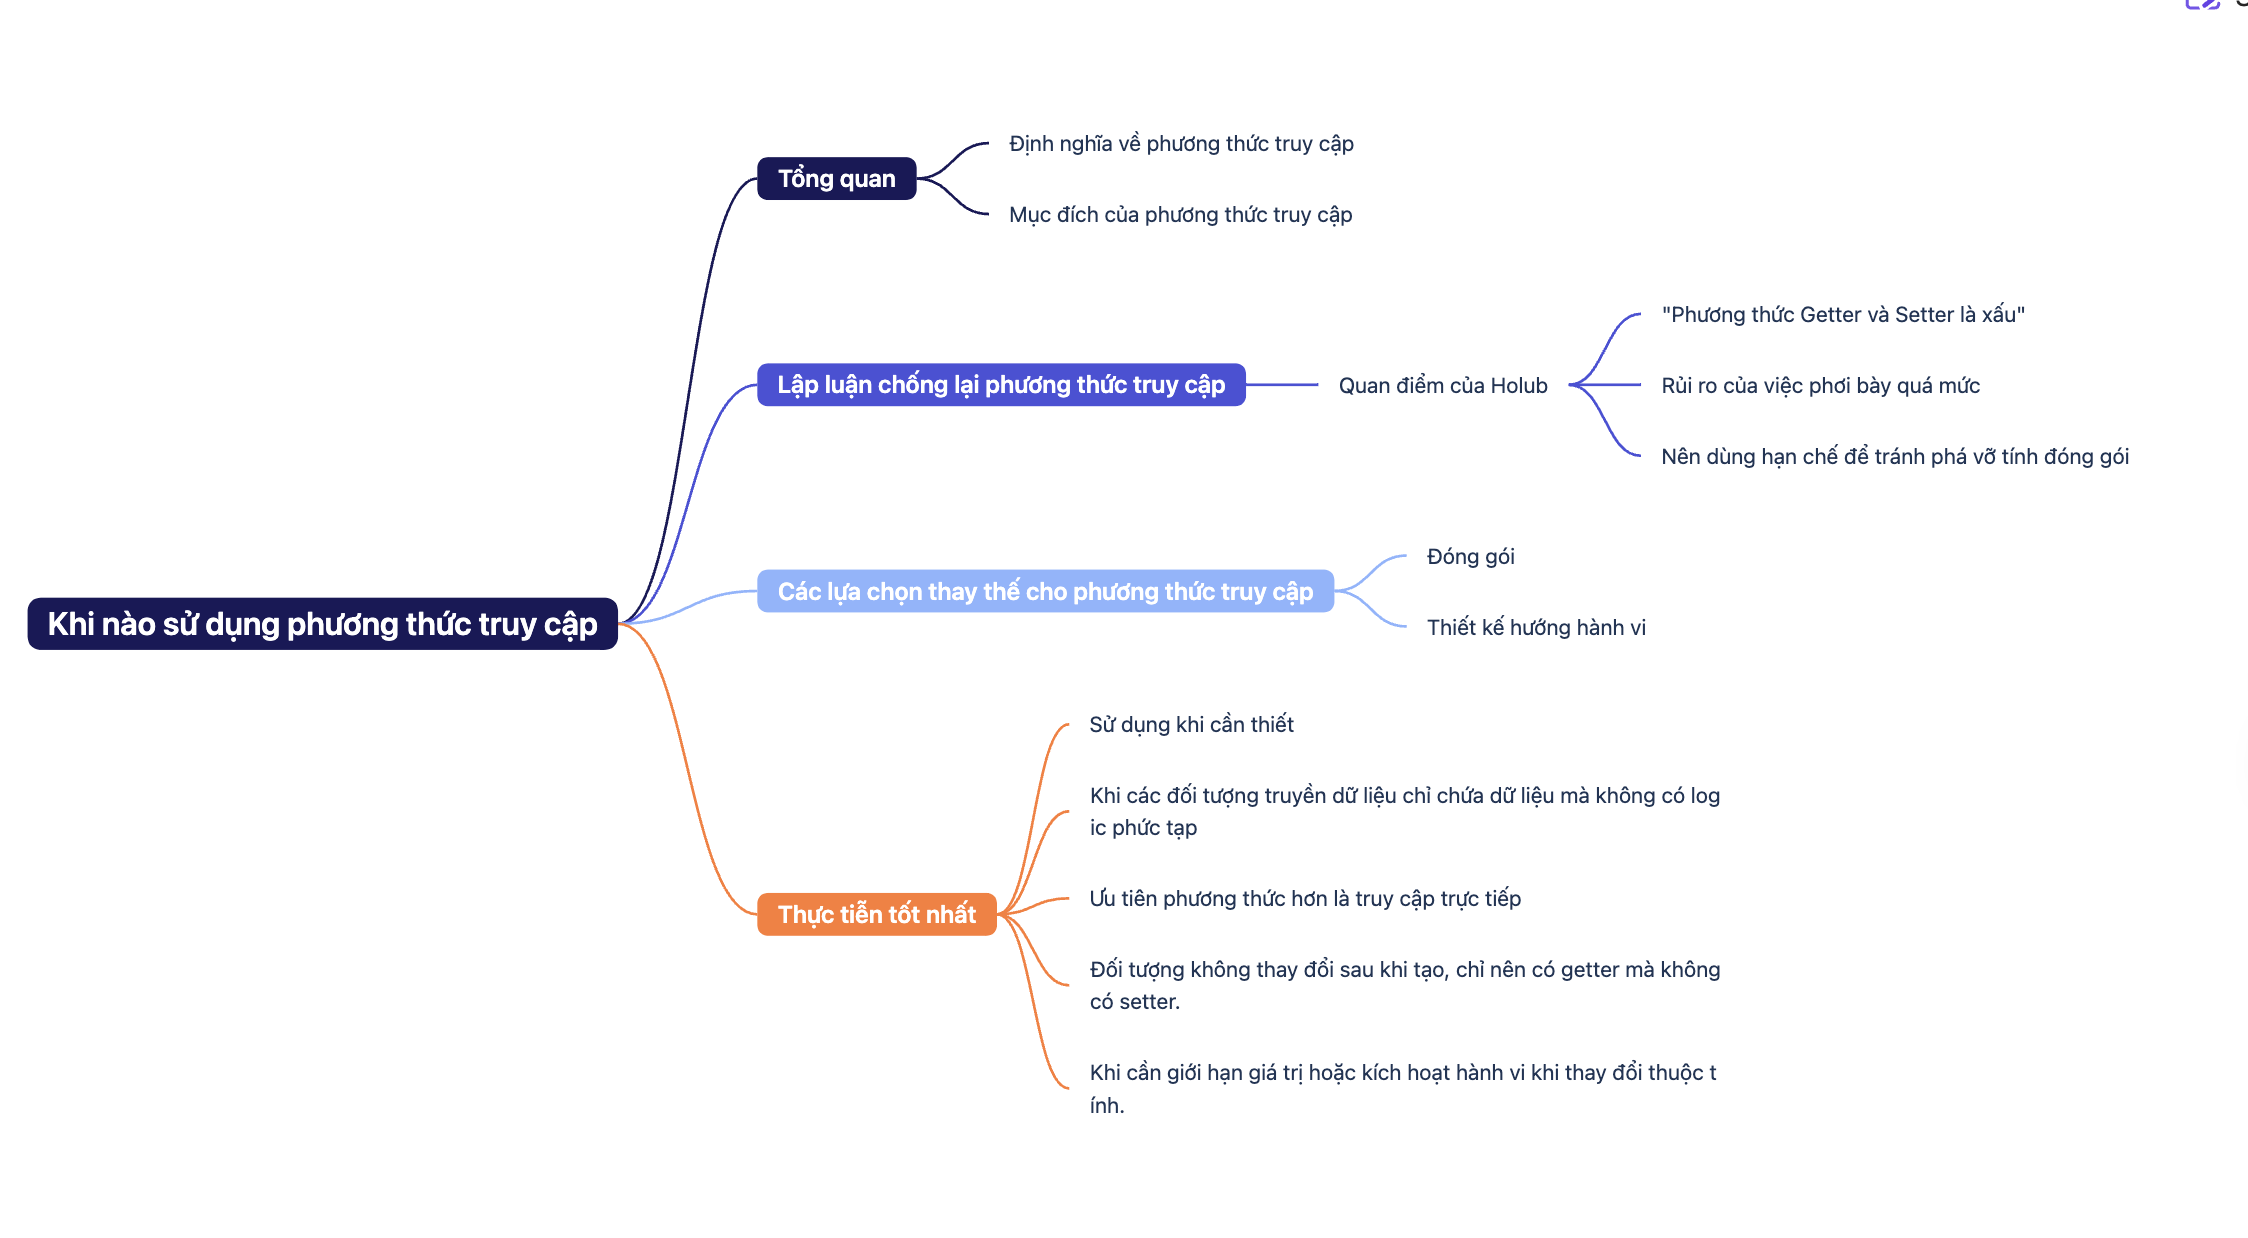 Định nghĩa về phương thức truy cập
Tổng quan
Mục đích của phương thức truy cập
"Phương thức Getter và Setter là xấu"
Lập luận chống lại phương thức truy cập
Quan điểm của Holub
Rủi ro của việc phơi bày quá mức
Nên dùng hạn chế để tránh phá vỡ tính đóng gói
Đóng gói
Các lựa chọn thay thế cho phương thức truy cập
Thiết kế hướng hành vi
Khi nào sử dụng phương thức truy cập
Sử dụng khi cần thiết
Khi các đối tượng truyền dữ liệu chỉ chứa dữ liệu mà không có log
ic phức tạp
Ưu tiên phương thức hơn là truy cập trực tiếp
Thực tiễn tốt nhất
Đối tượng không thay đổi sau khi tạo, chỉ nên có getter mà không
có setter.
Khi cần giới hạn giá trị hoặc kích hoạt hành vi khi thay đổi thuộc t
ính.